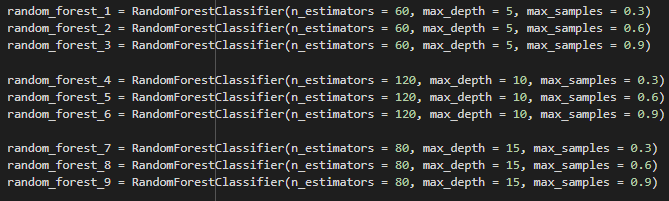 random_forest_1 = RandomForestClassifier(n_estimators = 60, max_depth = 5, max_samples = 0.3)
random_forest_2 = RandomForestClassifier(n_estimators = 60, max_depth = 5, max_samples = 0.6)
random_forest_3 = RandomForestClassifier(n_estimators = 60, max_depth = 5, max_samples = 0.9)
random_forest_4 = RandomForestClassifier(n_estimators = 120, max_depth = 10, max_samples = 0.3)
random_forest_5 = RandomForestClassifier(n_estimators = 120, max_depth = 10, max_samples = 0.6)
random_forest_6 = RandomForestClassifier(n_estimators = 120, max_depth = 10, max_samples = 0.9)
random_forest_7 = RandomForestClassifier(n_estimators = 80, max_depth = 15, max_samples = 0.3)
random_forest_8 = RandomForestClassifier(n_estimators = 80, max_depth = 15, max_samples = 0.6)
random_forest_9 = RandomForestClassifier(n_estimators = 80, max_depth = 15, max_samples = 0.9)